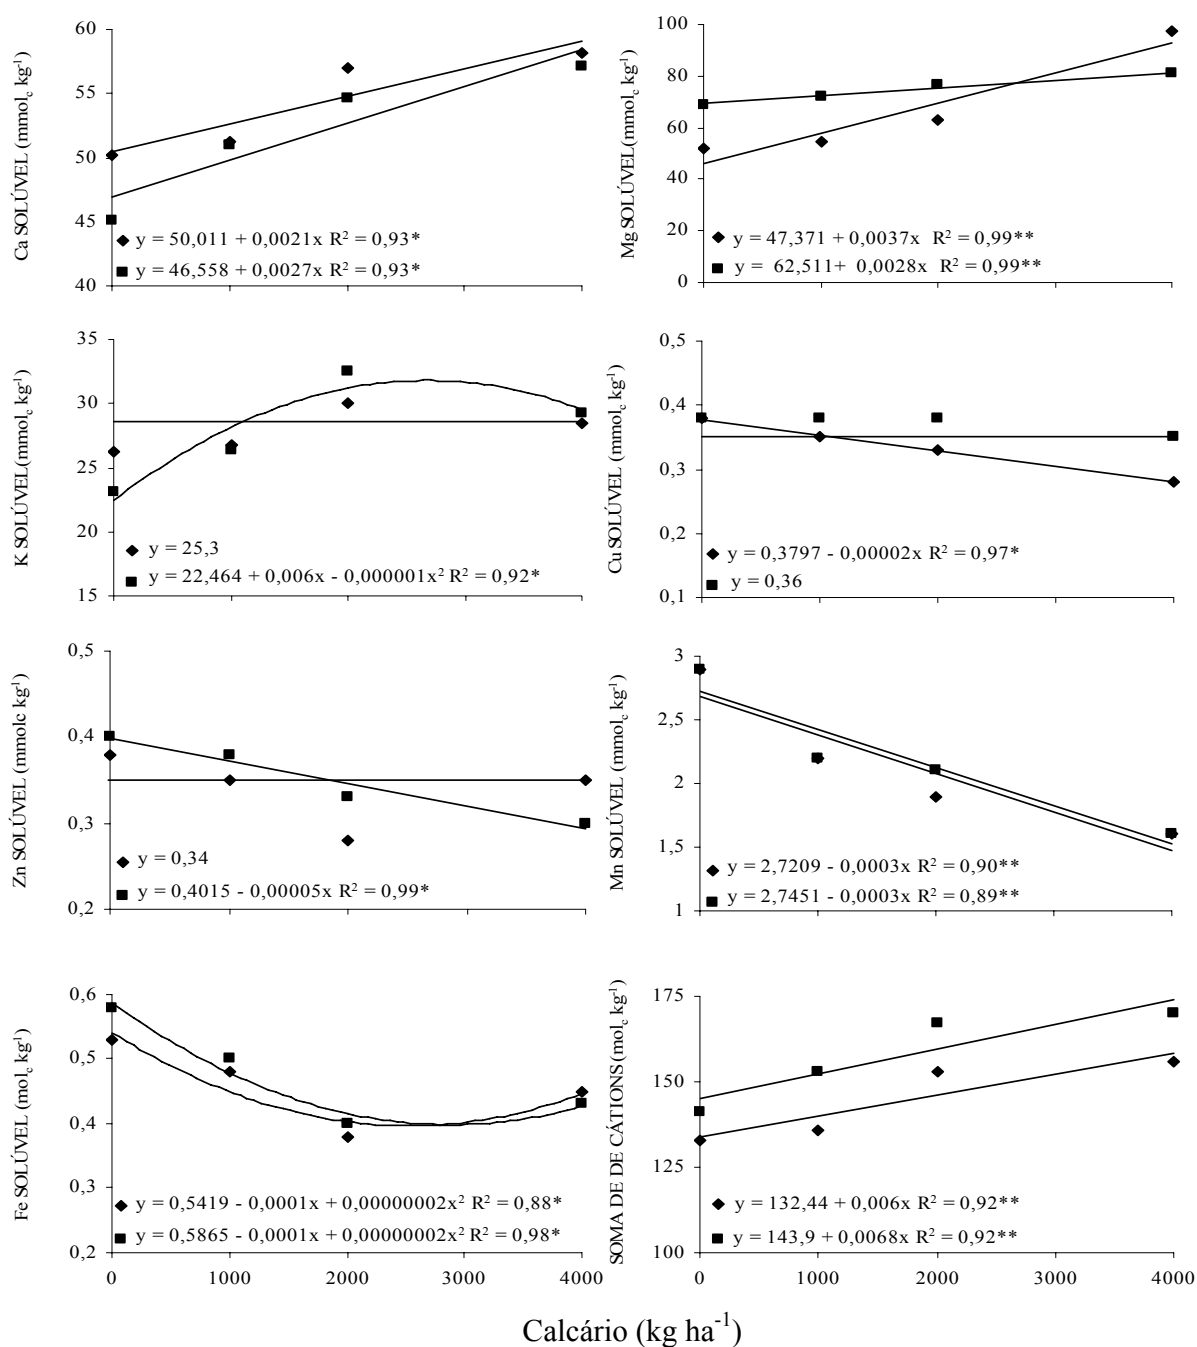 Ca SOLÚVEL (mmolc kg-1)
60
55
50
45
40
y = 50,011 + 0,0021x R2 = 0,93*
y = 46,558 + 0,0027x R2 = 0,93*
Mg SOLÚVEL(mmolc kg-1)
100
80
60
40
20
0
y = 47,371 + 0,0037x R2 = 0,99**
y = 62,511+ 0,0028x R2 = 0,99**
K SOLÚVEL(mmolc kg-1)
35
30
25
20
15
y = 25,3
y = 22,464 + 0,006x - 0,000001x2 R2 = 0,92*
Cu SOLÚVEL (mmolc kg-1)
0,5
0,4
0,3
0,2
0,1
y = 0,3797 - 0,00002x R2 = 0,97*
y = 0,36
Zn SOLÚVEL (mmolc kg-1)
0,5
0,4
0,3
0,2
y = 0,34
y = 0,4015 - 0,00005x R2 = 0,99*
Mn SOLÚVEL (mmolc kg-1)
3
2,5
2
1,5
1
y = 2,7209 - 0,0003x R2 = 0,90**
y = 2,7451 - 0,0003x R2 = 0,89**
Fe SOLÚVEL (molc kg-1)
0,6
0,5
0,4
0,3
0,2
y = 0,5419 - 0,0001x + 0,00000002x2 R2 = 0,88*
y = 0,5865 - 0,0001x + 0,00000002x2 R2 = 0,98*
0 1000 2000 3000 4000
SOMA DE DE CÁTIONS (molc kg-1)
175
150
125
100
y = 132,44 + 0,006x R2 = 0,92**
y = 143,9 + 0,0068x R2 = 0,92**
0 1000 2000 3000 4000
Calcário (kg ha-1)